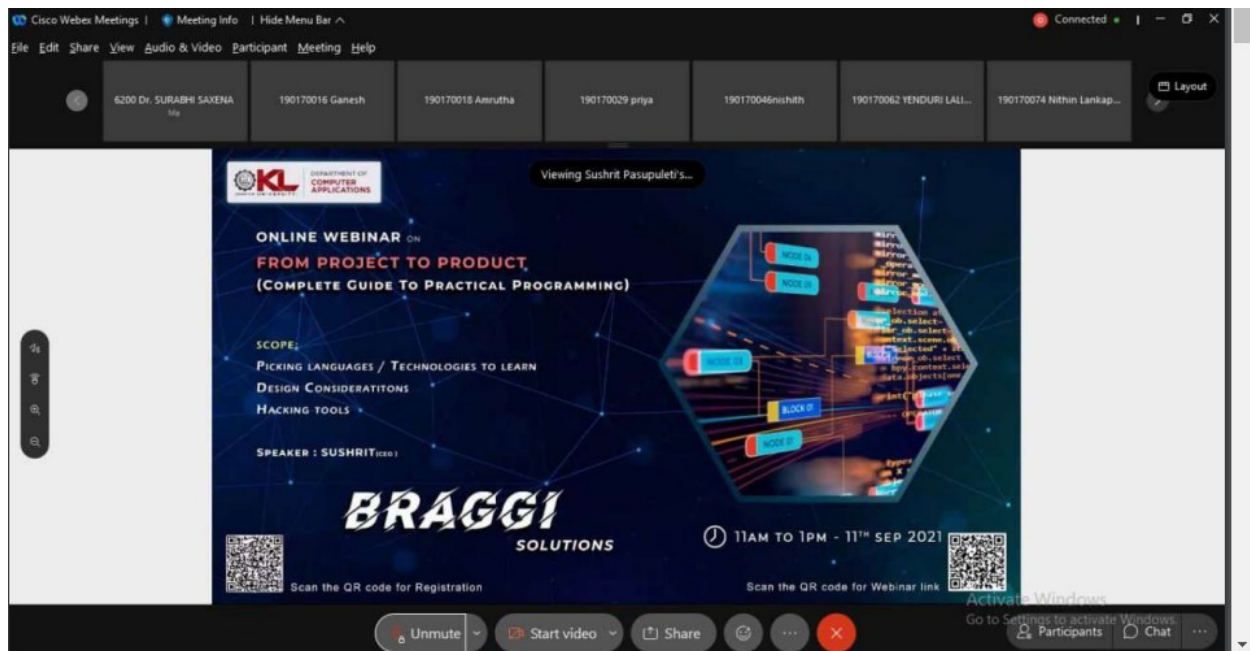 Cisco Webex Meetings | Meeting Info | Hide Menu Bar
Connected
File Edit Share View Audio & Video Participant Meeting Help
6200 Dr. SURABHI SAXENA
Me
190170016 Ganesh
190170018 Amrutha
190170029 priya
190170046nishith
190170062 YENDURI LALI...
190170074 Nithin Lankap...
Layout
Viewing Sushrit Pasupuleti's...
KL
DEPARTMENT OF
COMPUTER
APPLICATIONS
ONLINE WEBINAR ON
FROM PROJECT TO PRODUCT
(COMPLETE GUIDE TO PRACTICAL PROGRAMMING)
SCOPE:
PICKING LANGUAGES / TECHNOLOGIES TO LEARN
DESIGN CONSIDERATITONS
HACKING TOOLS
SPEAKER : SUSHRIT(CEO)
BRAGGI
SOLUTIONS
NODE 05
BLOCK 01
NODE 01
11AM TO 1PM - 11TH SEP 2021
Scan the QR code for Registration
Scan the QR code for Webinar link
Activate Windows
Go to Settings to activate Windows.
Unmute
Start video
Share
Participants
Chat